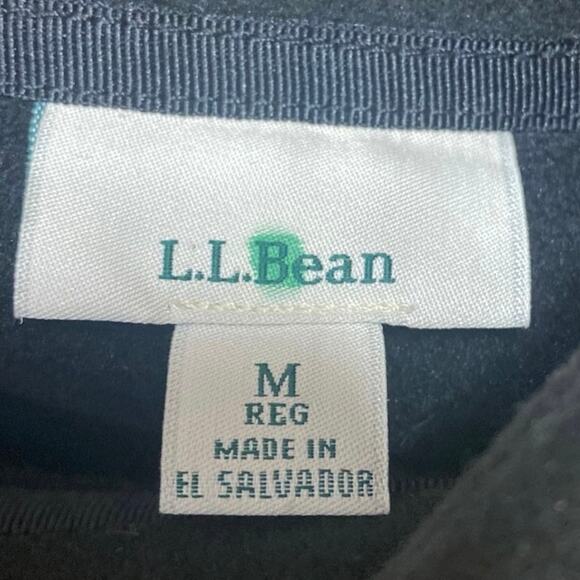 L.L.Bean
M
REG
MADE IN
EL SALVADOR